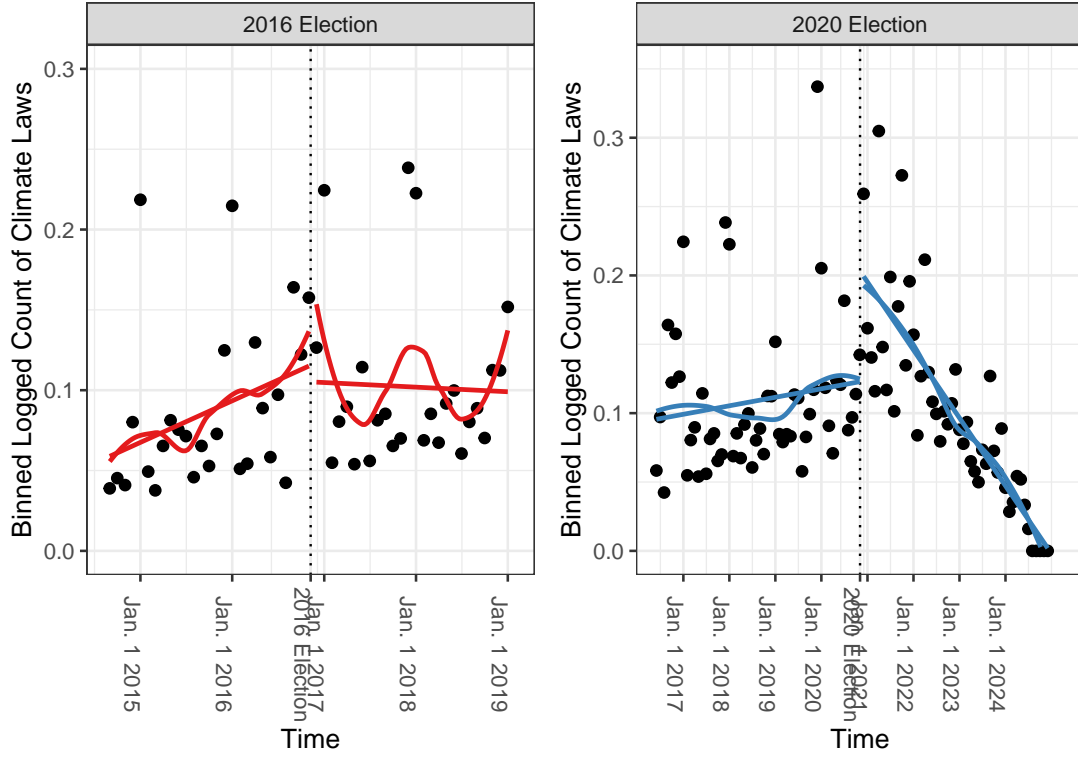 2016 Election
2020 Election
Binned Logged Count of Climate Laws
0.3
0.2
0.1
0.0
Jan. 1 2015
Jan. 1 2016
2016 Election
Jan. 1 2017
Jan. 1 2018
Jan. 1 2019
Time
Binned Logged Count of Climate Laws
0.3
0.2
0.1
0.0
Jan. 1 2017
Jan. 1 2018
Jan. 1 2019
Jan. 1 2020
2020 Election
Jan. 1 2021
Jan. 1 2022
Jan. 1 2023
Jan. 1 2024
Time